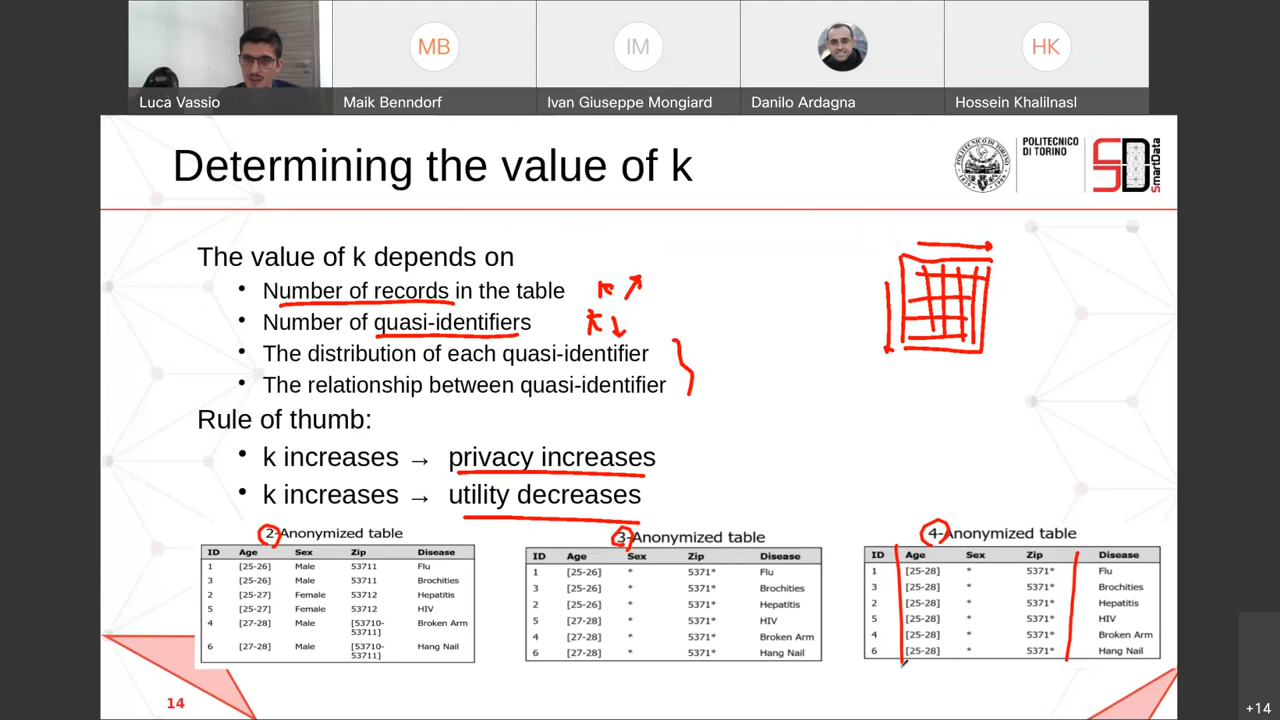 MB
IM
HK
Luca Vassio
Maik Benndorf
Ivan Giuseppe Mongiard
Danilo Ardagna
Hossein Khalilnasl
Determining the value of k
POLITECNICO
DI TORINO
SmartData
The value of k depends on
• Number of records in the table k ↗
• Number of quasi-identifiers k ↓
• The distribution of each quasi-identifier
• The relationship between quasi-identifier
Rule of thumb:
• k increases → privacy increases
• k increases → utility decreases
2-Anonymized table
ID Age Sex Zip Disease
1 [25-26] Male 53711 Flu
3 [25-26] Male 53711 Brochities
2 [25-27] Female 53712 Hepatitis
5 [25-27] Female 53712 HIV
4 [27-28] Male [53710-
53711] Broken Arm
6 [27-28] Male [53710-
53711] Hang Nail
3-Anonymized table
ID Age Sex Zip Disease
1 [25-26] * 5371* Flu
3 [25-26] * 5371* Brochities
2 [25-26] * 5371* Hepatitis
5 [27-28] * 5371* HIV
4 [27-28] * 5371* Broken Arm
6 [27-28] * 5371* Hang Nail
4-Anonymized table
ID Age Sex Zip Disease
1 [25-28] * 5371* Flu
3 [25-28] * 5371* Brochities
2 [25-28] * 5371* Hepatitis
5 [25-28] * 5371* HIV
4 [25-28] * 5371* Broken Arm
6 [25-28] * 5371* Hang Nail
14
+14